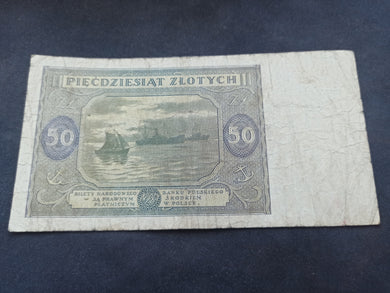 PIĘĆDZIESIĄT ZŁOTYCH
50 50
BILETY NARODOWEGO BANKU POLSKIEGO
SĄ PRAWNYM ŚRODKIEM
PŁATNICZYM W POLSCE